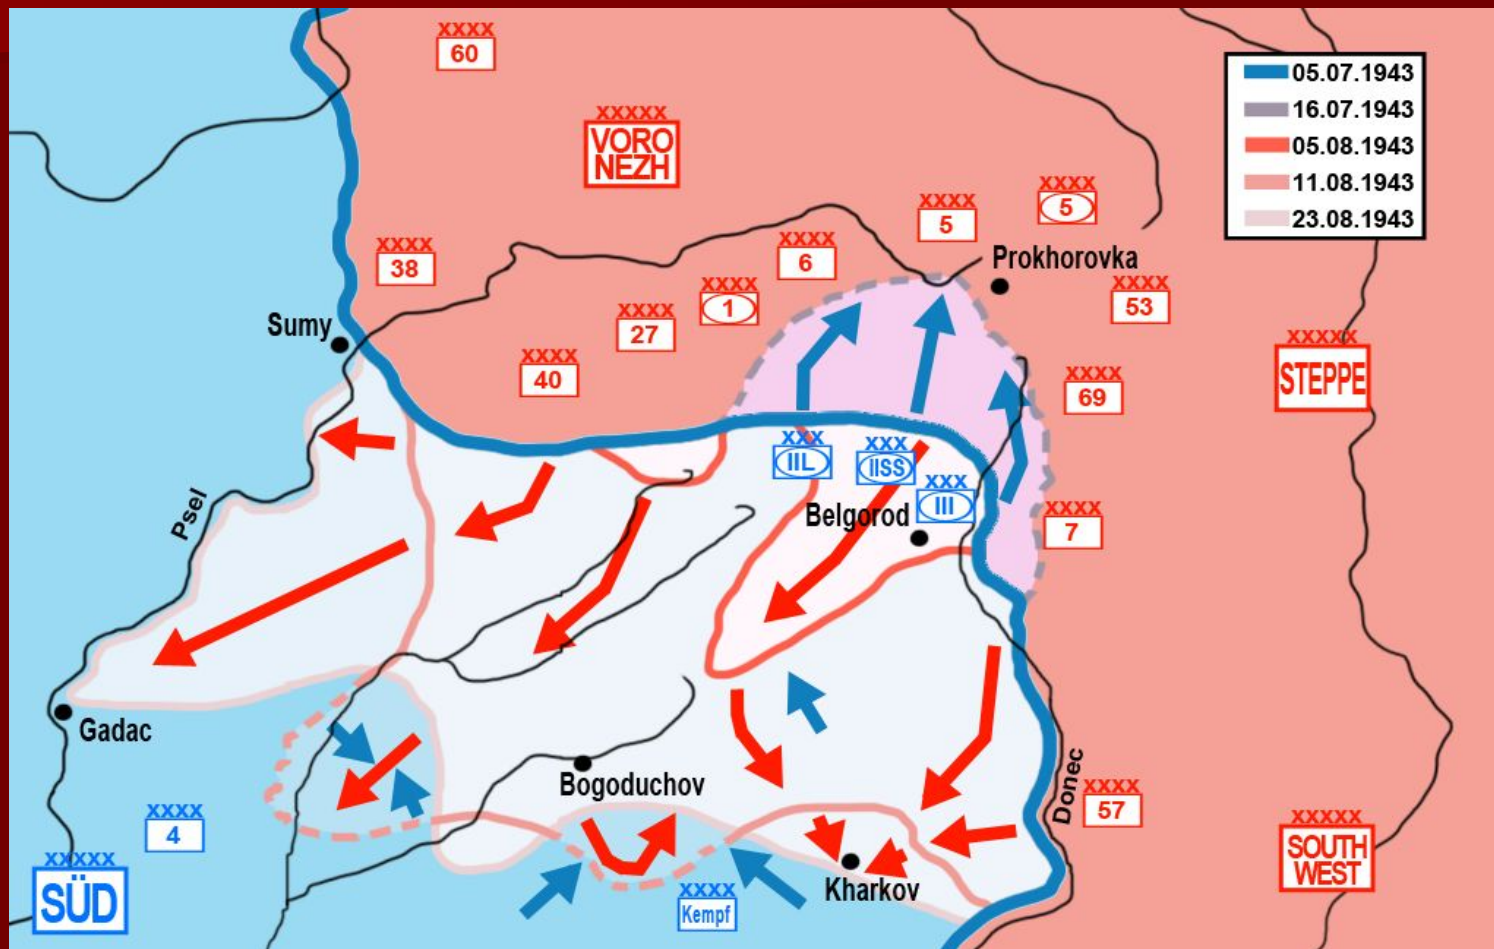 XXXX
60
XXXXX
VORO
NEZH
05.07.1943
16.07.1943
05.08.1943
11.08.1943
23.08.1943
XXXX
38
XXXX
5
XXXX
5
XXXX
6
Prokhorovka
XXXX
1
XXXX
27
XXXX
53
Sumy
XXXX
40
XXXX
69
XXXXX
STEPPE
XXX
IIL
XXX
IISS
XXX
III
Belgorod
XXXX
7
Psel
Gadac
Bogoduchov
Donec
XXXX
57
XXXX
4
XXXXX
SÜD
XXXX
Kempf
Kharkov
XXXXX
SOUTH
WEST